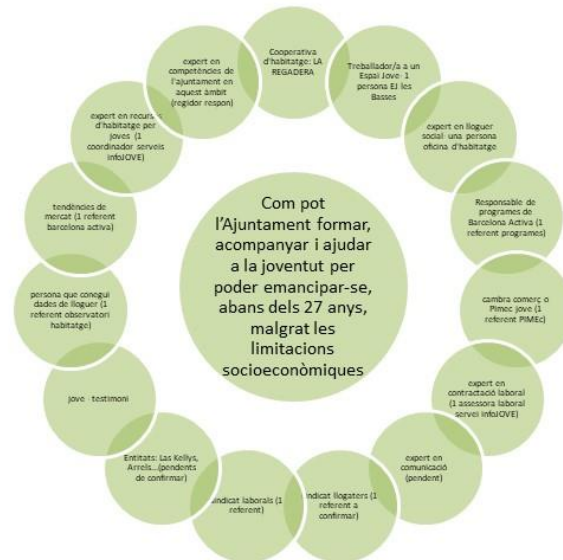 Cooperativa
d'habitatge: LA
REGADERA
Treballador/a a un
Espai Jove- 1
persona EJ les
Basses
expert en lloguer
social: una persona
oficina d'habitatge
Responsable de
programes de
Barcelona Activa (1
referent programes)
cambra comerç o
Pimec jove (1
referent PIMEc)
expert en
contractació laboral
(1 assessora laboral
servei infoJOVE)
expert en
comunicació
(pendent)
sindicat llogaters (1
referent a
confirmar)
sindicat laborals (1
referent)
Entitats: Las Kellys,
Arrels...(pendents
de confirmar)
jove - testimoni
persona que conegui
dades de lloguer (1
referent observatori
habitatge)
tendències de
mercat (1 referent
barcelona activa)
expert en recursos
d'habitatge per
joves (1
coordinador serveis
infoJOVE)
expert en
competències de
l'ajuntament en
aquest àmbit
(regidor respon)
Com pot
l'Ajuntament formar,
acompanyar i ajudar
a la joventut per
poder emancipar-se,
abans dels 27 anys,
malgrat les
limitacions
socioeconòmiques